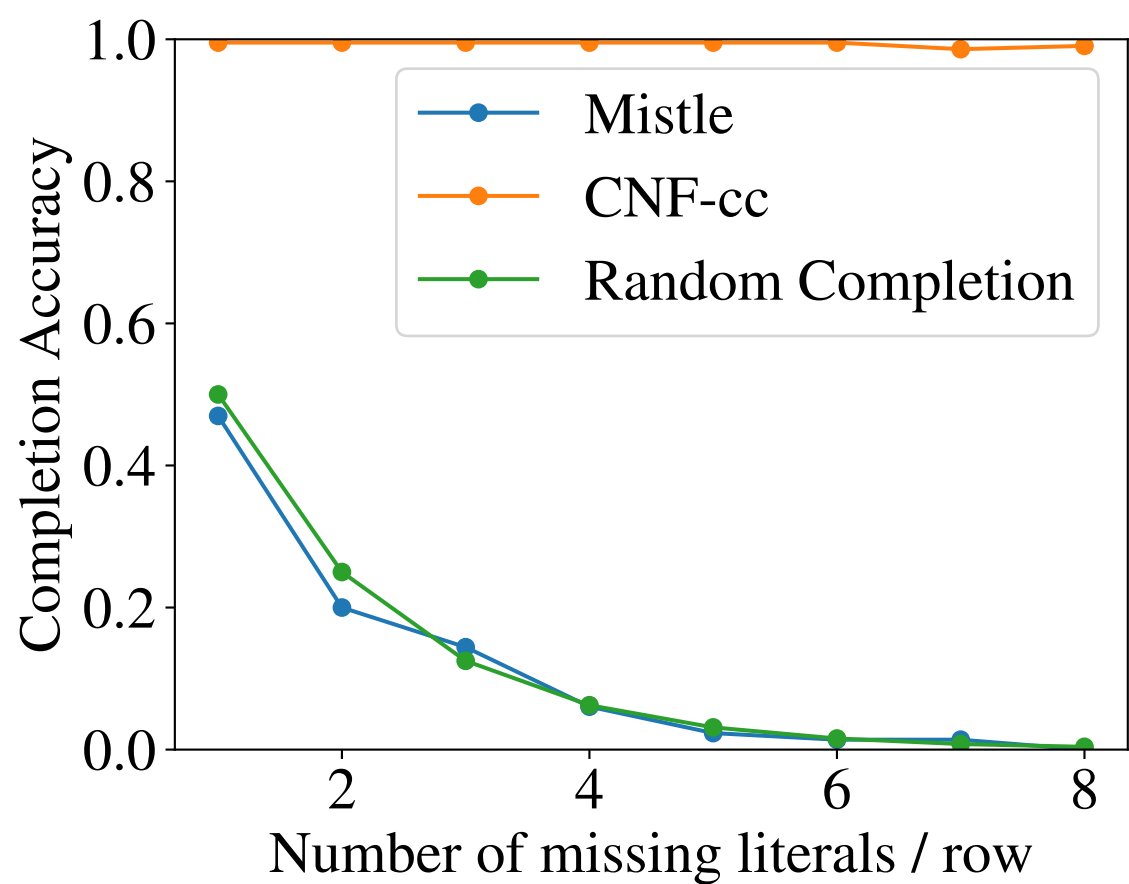 1.0
0.8
0.6
0.4
0.2
0.0
Completion Accuracy
Mistle
CNF-cc
Random Completion
2 4 6 8
Number of missing literals / row